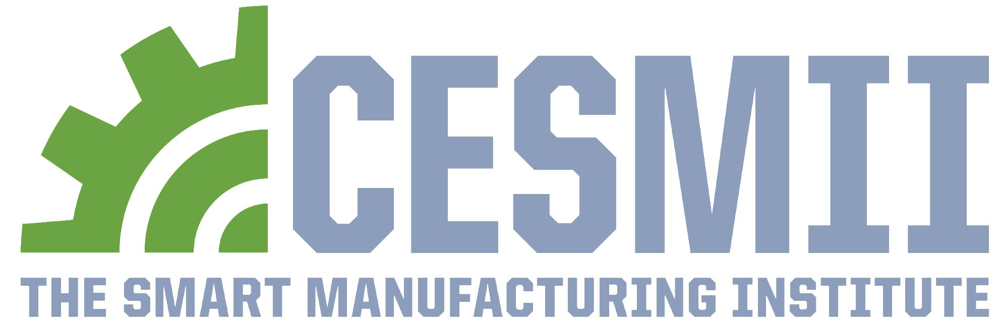 CESMII
THE SMART MANUFACTURING INSTITUTE